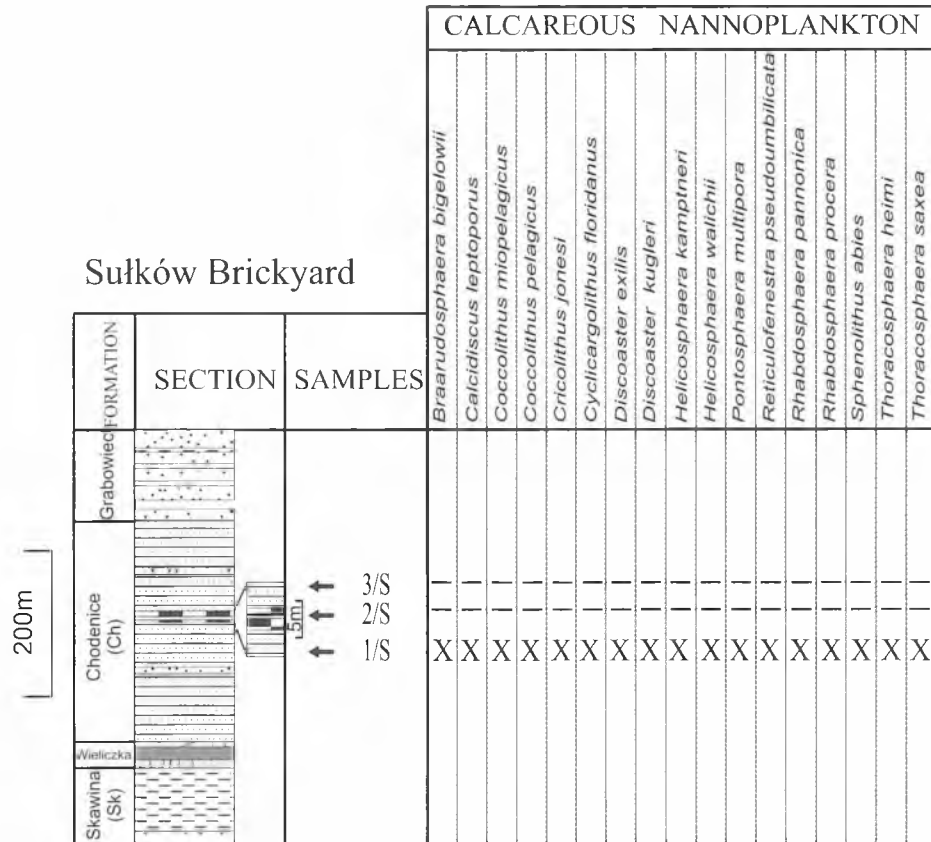 CALCAREOUS NANNOPLANKTON
Braarudosphaera bigelowii
Calcidiscus leptoporus
Coccolithus miopelagicus
Coccolithus pelagicus
Cricolithus jonesi
Cyclicargolithus floridanus
Discoaster exilis
Discoaster kugleri
Helicosphaera kamptneri
Helicosphaera walichii
Pontosphaera multipora
Reticulofenestra pseudoumbilicata
Rhabdosphaera pannonica
Rhabdosphaera procera
Sphenolithus abies
Thoracosphaera heimi
Thoracosphaera saxea
Sułków Brickyard
FORMATION
SECTION
SAMPLES
Grabowiec
Chodenice
(Ch)
Wieliczka
Skawina
(Sk)
200m
5m
3/S
2/S
1/S
X X X X X X X X X X X X X X X X X